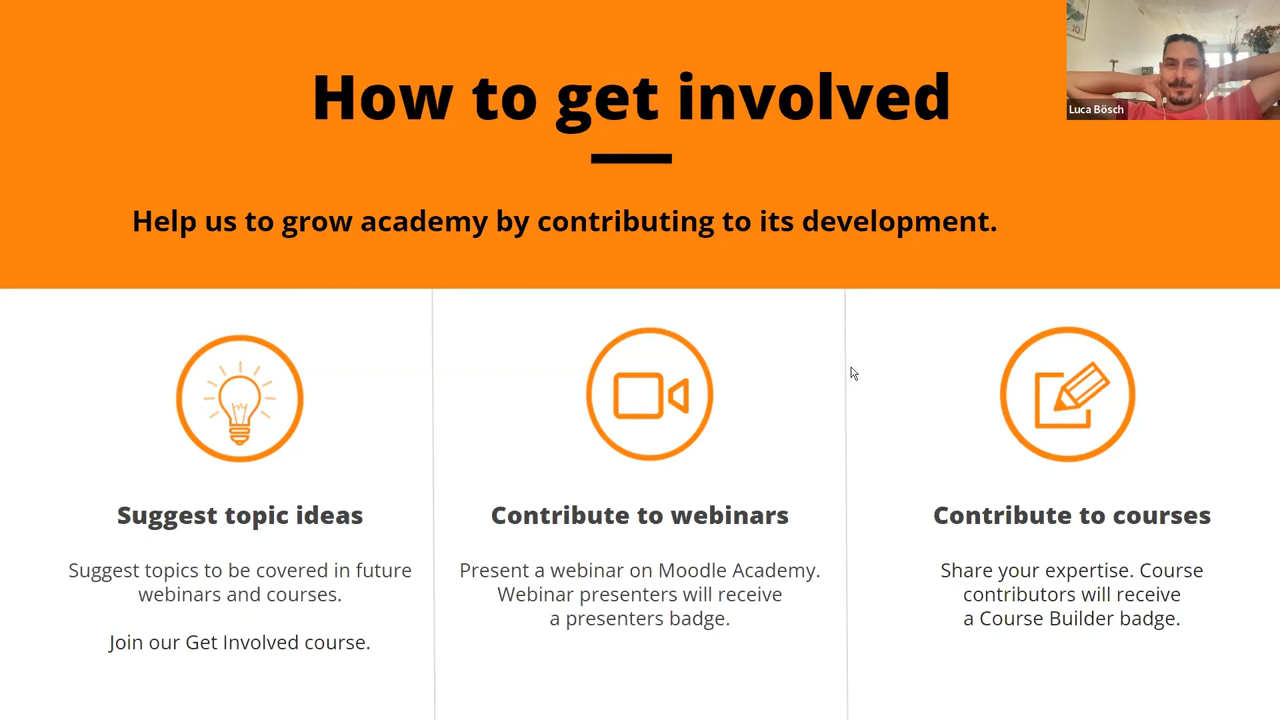 How to get involved
Luca Bösch
Help us to grow academy by contributing to its development.
Suggest topic ideas
Suggest topics to be covered in future
webinars and courses.
Join our Get Involved course.
Contribute to webinars
Present a webinar on Moodle Academy.
Webinar presenters will receive
a presenters badge.
Contribute to courses
Share your expertise. Course
contributors will receive
a Course Builder badge.